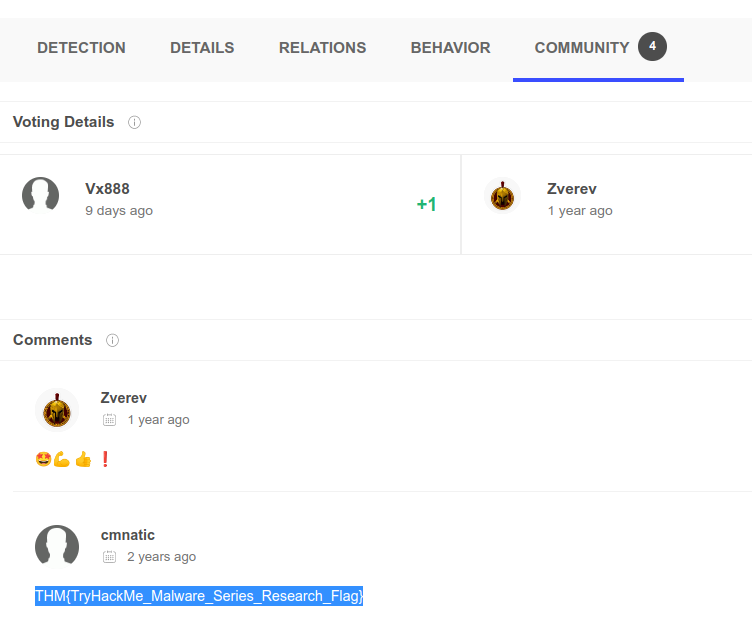 DETECTION DETAILS RELATIONS BEHAVIOR COMMUNITY 4
Voting Details
Vx888
9 days ago
+1
Zverev
1 year ago
Comments
Zverev
1 year ago
🤩💪👍❗
cmnatic
2 years ago
THM{TryHackMe_Malware_Series_Research_Flag}